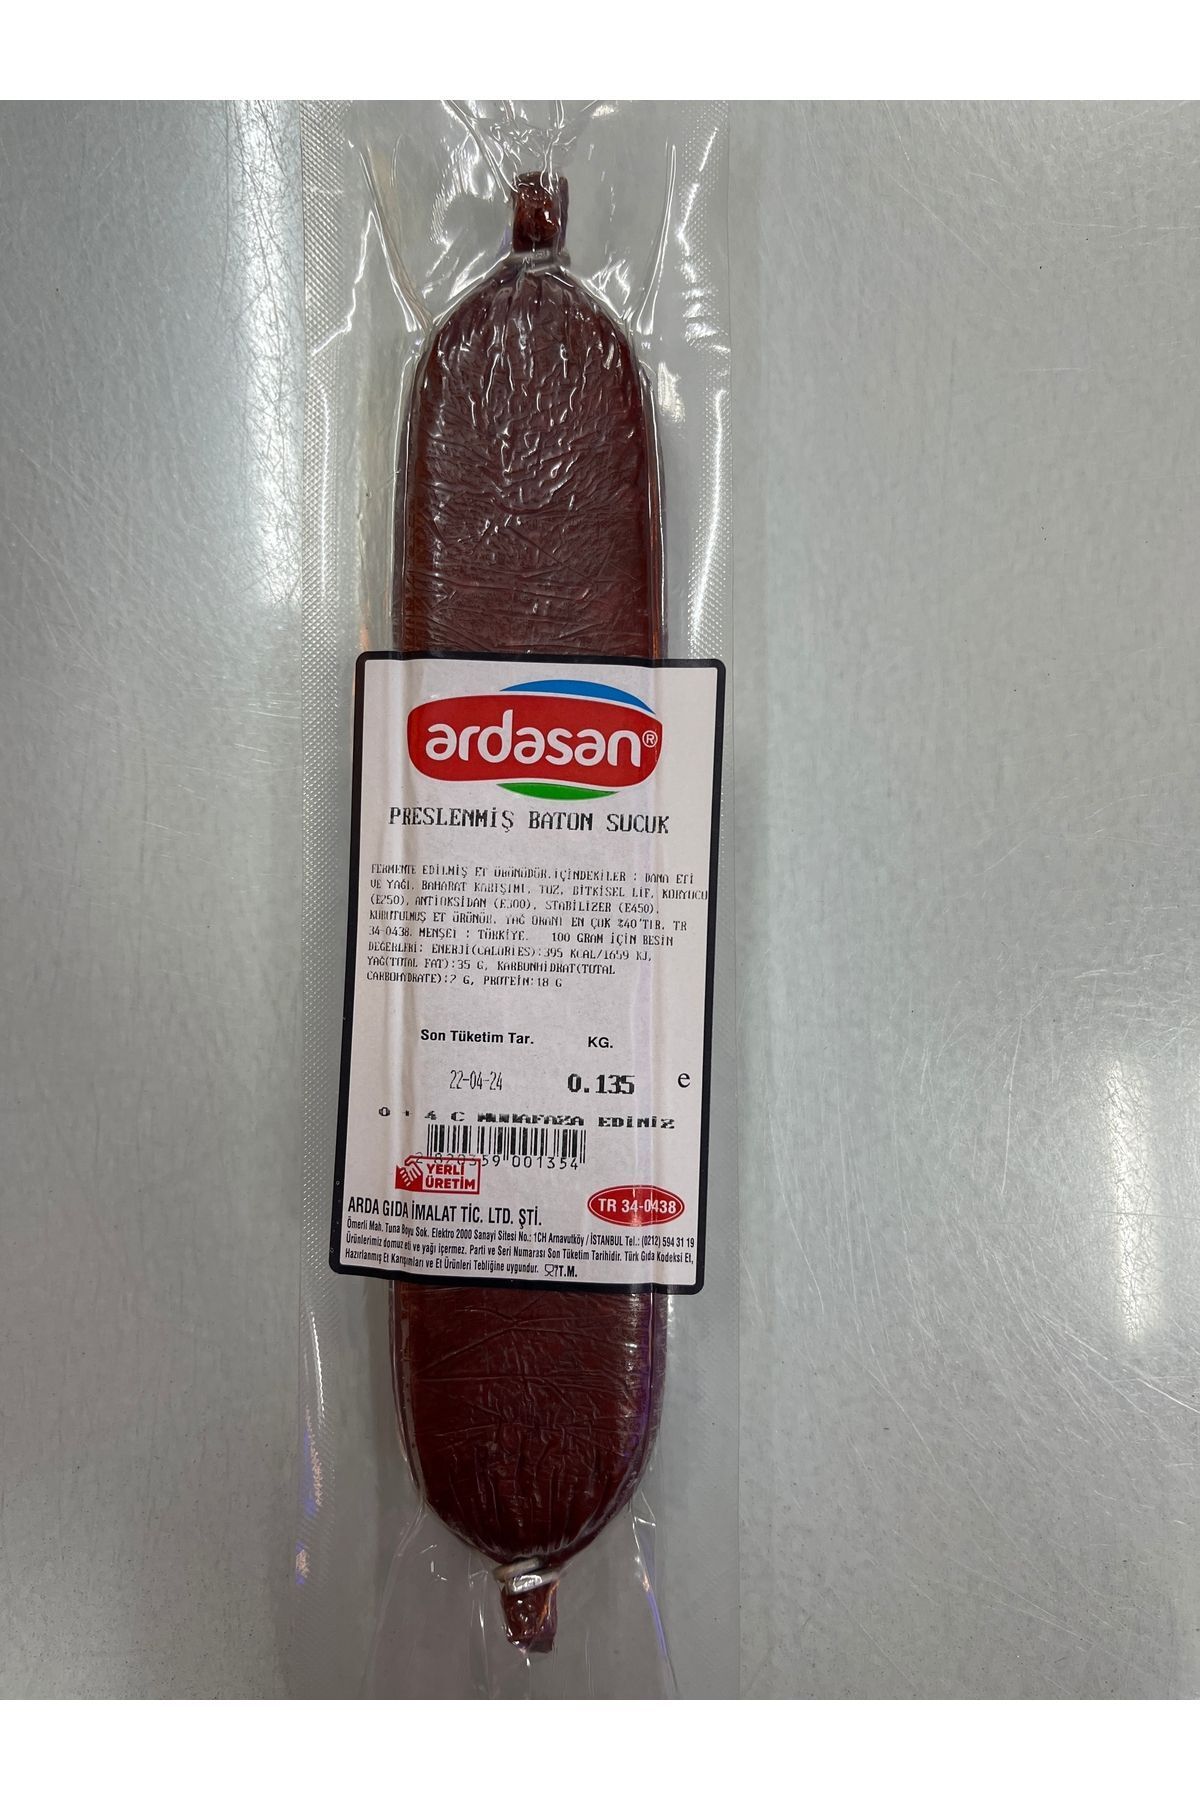 ardasan®
PRESLENMİŞ BATON SUCUK
FERMENTE EDİLMİŞ ET ÜRÜNÜDÜR.İÇİNDEKİLER : DANA ETİ
VE YAĞI, BAHARAT KARIŞIMI, TUZ, BİTKİSEL LİF, KORUYUCU
(E250), ANTİOKSİDAN (E300), STABİLİZER (E450),
KURUTULMUŞ ET ÜRÜNÜR, YAĞ ORANI EN ÇOK %40'TIR, TR
34-0438, MENŞEİ : TÜRKİYE. 100 GRAM İÇİN BESİN
DEĞERLERİ: ENERJİ(CALORIES):395 KCAL/1659 KJ,
YAĞ(TOTAL FAT):35 G, KARBONHİDRAT(TOTAL
CARBOHYDRATE):2 G, PROTEİN:18 G
Son Tüketim Tar. KG.
22-04-24 0.135 e
0 + 4 C MUHAFAZA EDİNİZ
2 820359 001354
YERLİ
ÜRETİM
ARDA GIDA İMALAT TİC. LTD. ŞTİ. TR 34-0438
Ömerli Mah. Tuna Boyu Sok. Elektro 2000 Sanayi Sitesi No.: 1CH Arnavutköy / İSTANBUL Tel.: (0212) 594 31 19
Ürünlerimiz domuz eti ve yağı içermez. Parti ve Seri Numarası Son Tüketim Tarihidir. Türk Gıda Kodeksi Et,
Hazırlanmış Et Karışımları ve Et Ürünleri Tebliğine uygundur. T.M.